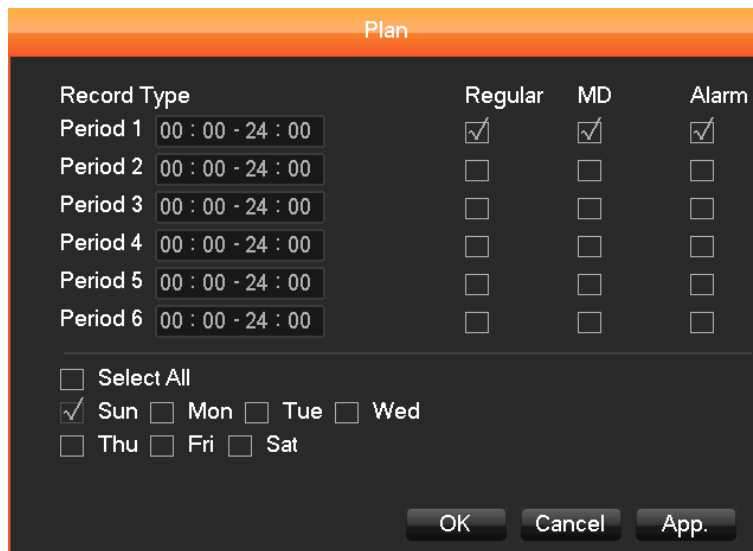 Plan
Record Type Regular MD Alarm
Period 1 00 : 00 - 24 : 00
Period 2 00 : 00 - 24 : 00
Period 3 00 : 00 - 24 : 00
Period 4 00 : 00 - 24 : 00
Period 5 00 : 00 - 24 : 00
Period 6 00 : 00 - 24 : 00
Select All
Sun Mon Tue Wed
Thu Fri Sat
OK Cancel App.